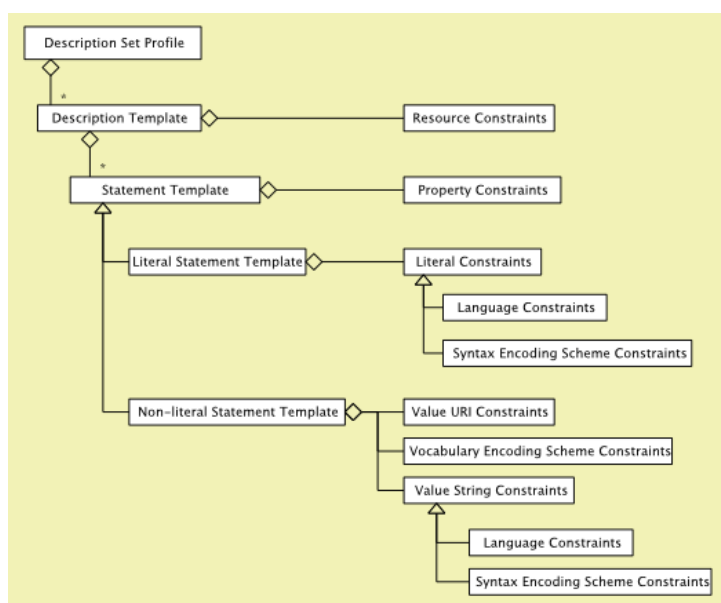 Description Set Profile
*
Description Template
Resource Constraints
*
Statement Template
Property Constraints
Literal Statement Template
Literal Constraints
Language Constraints
Syntax Encoding Scheme Constraints
Non-literal Statement Template
Value URI Constraints
Vocabulary Encoding Scheme Constraints
Value String Constraints
Language Constraints
Syntax Encoding Scheme Constraints